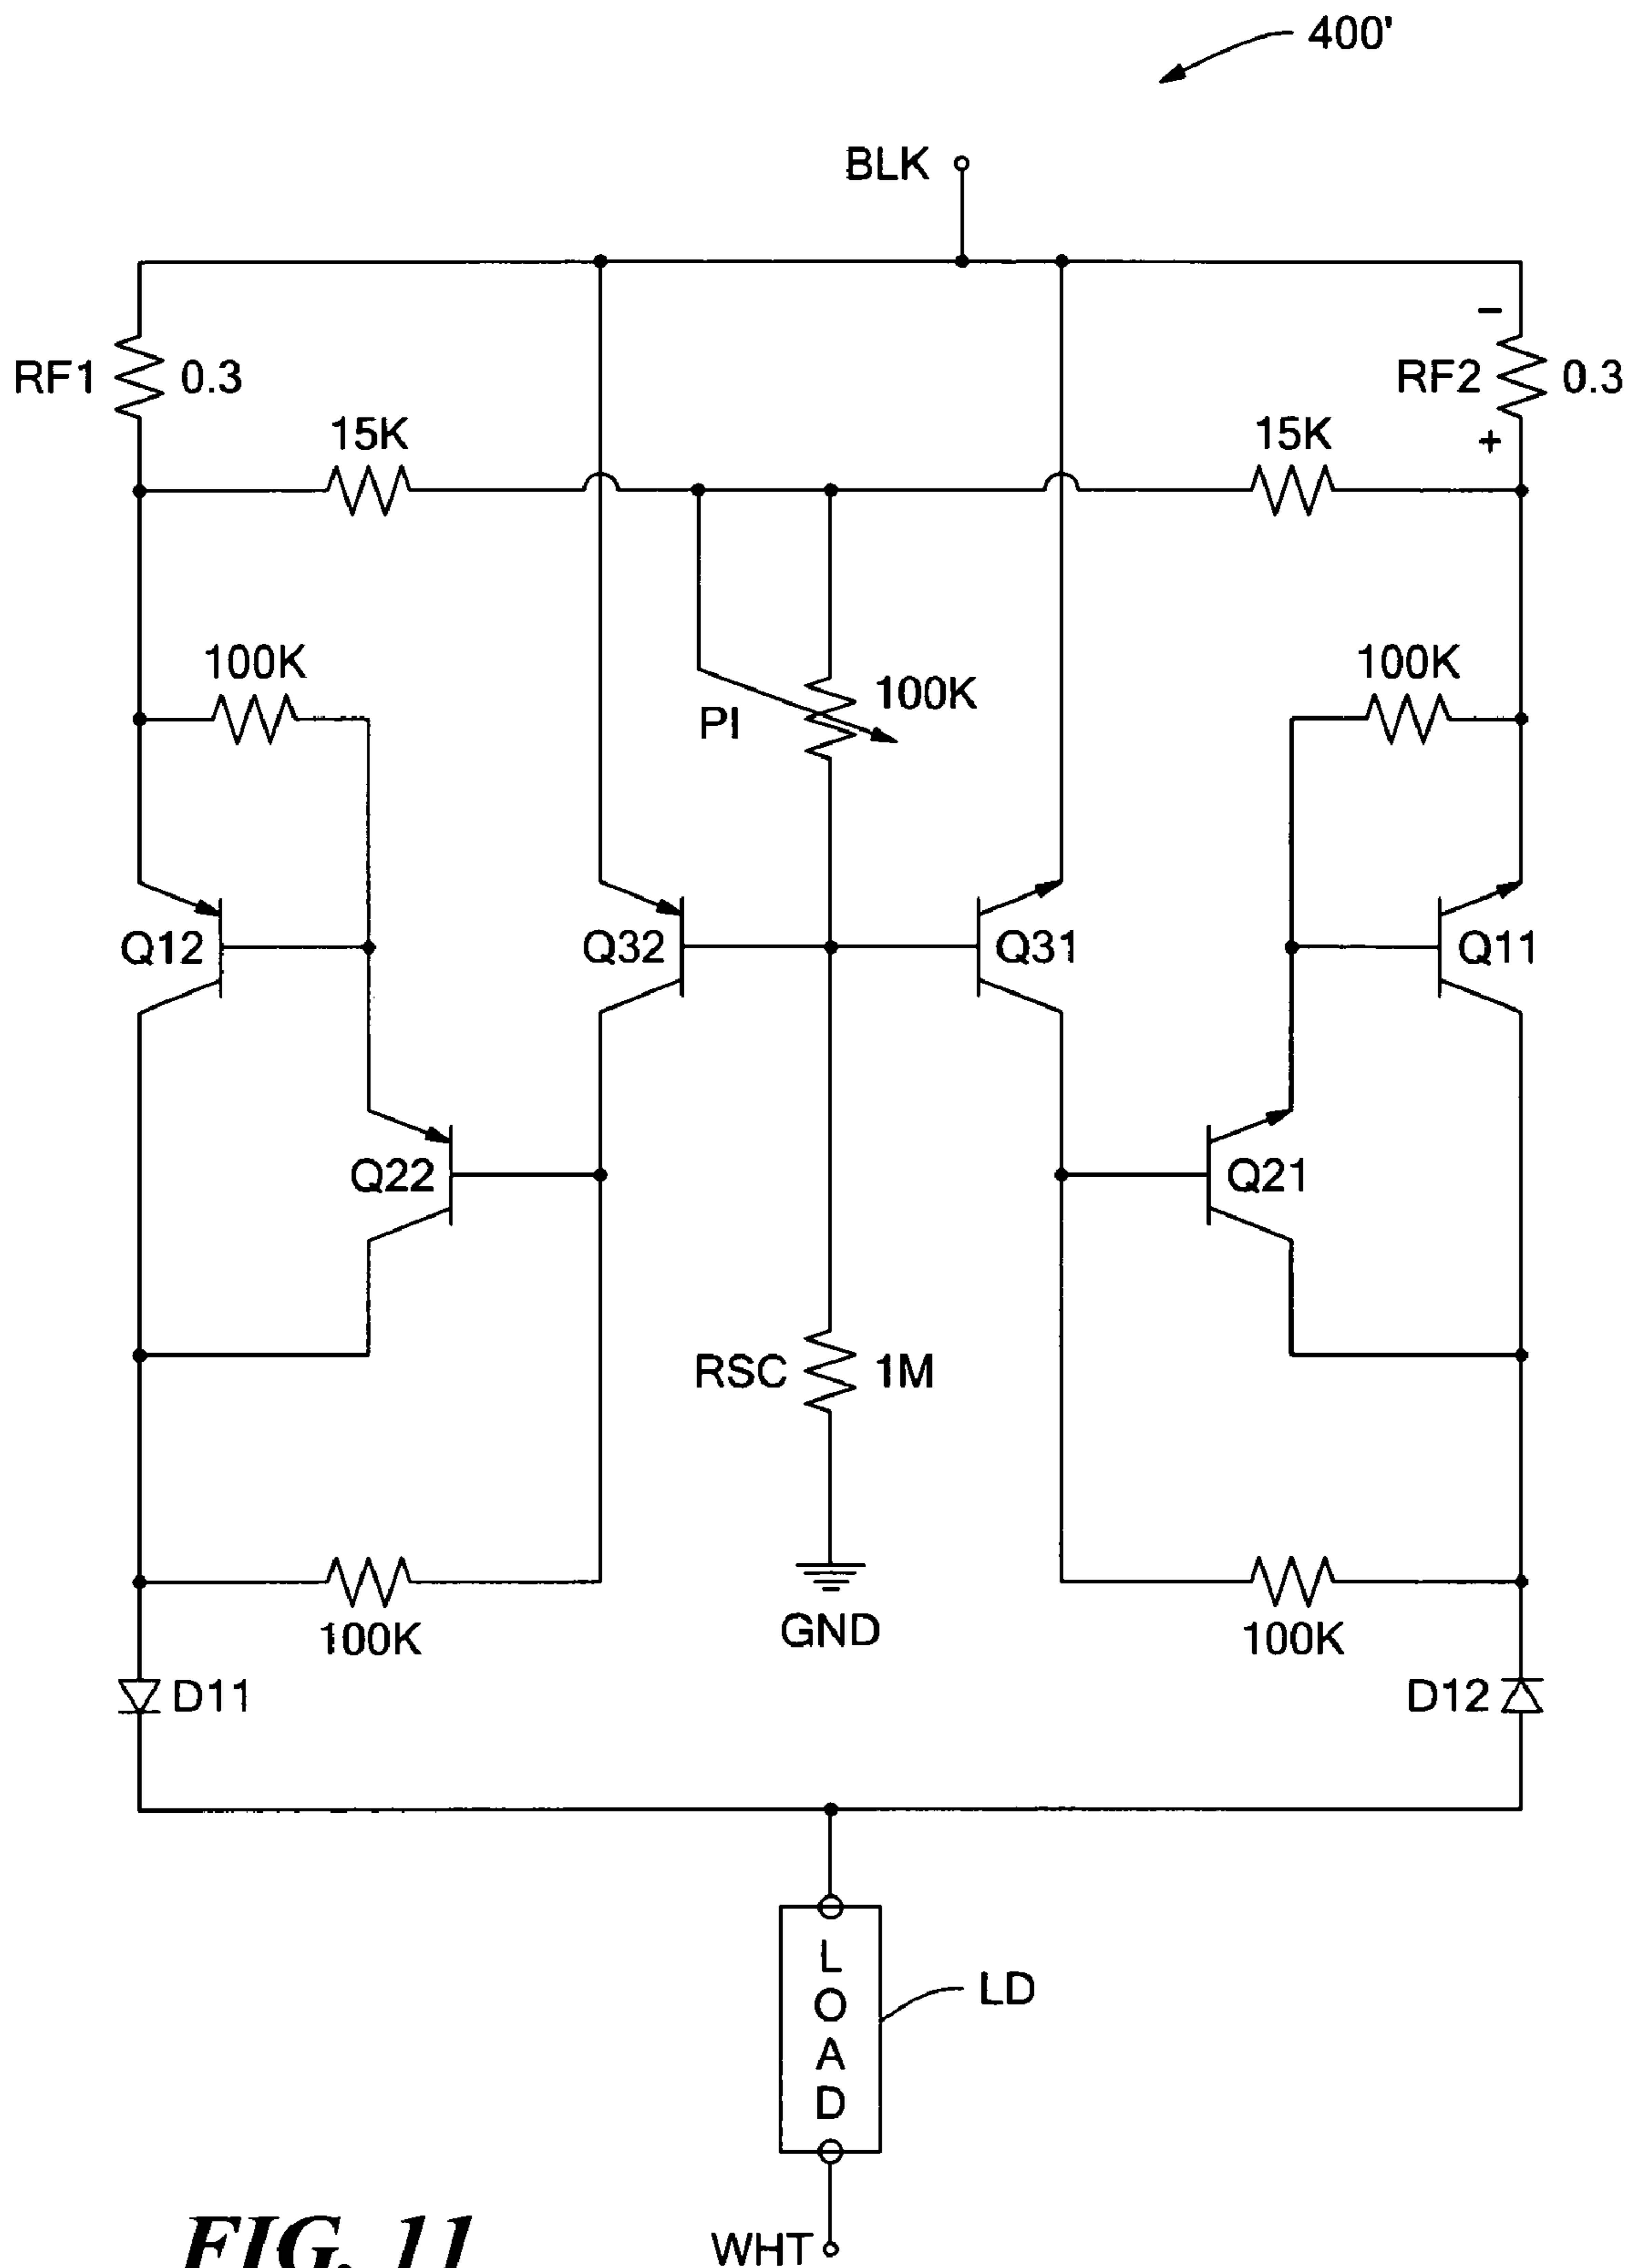 400'
BLK
RF1 0.3
RF2 0.3
−
+
15K
15K
100K
100K
PI
100K
Q12
Q32
Q31
Q11
Q22
Q21
RSC 1M
GND
100K
100K
D11
D12
LOAD
LD
WHT
FIG. 11